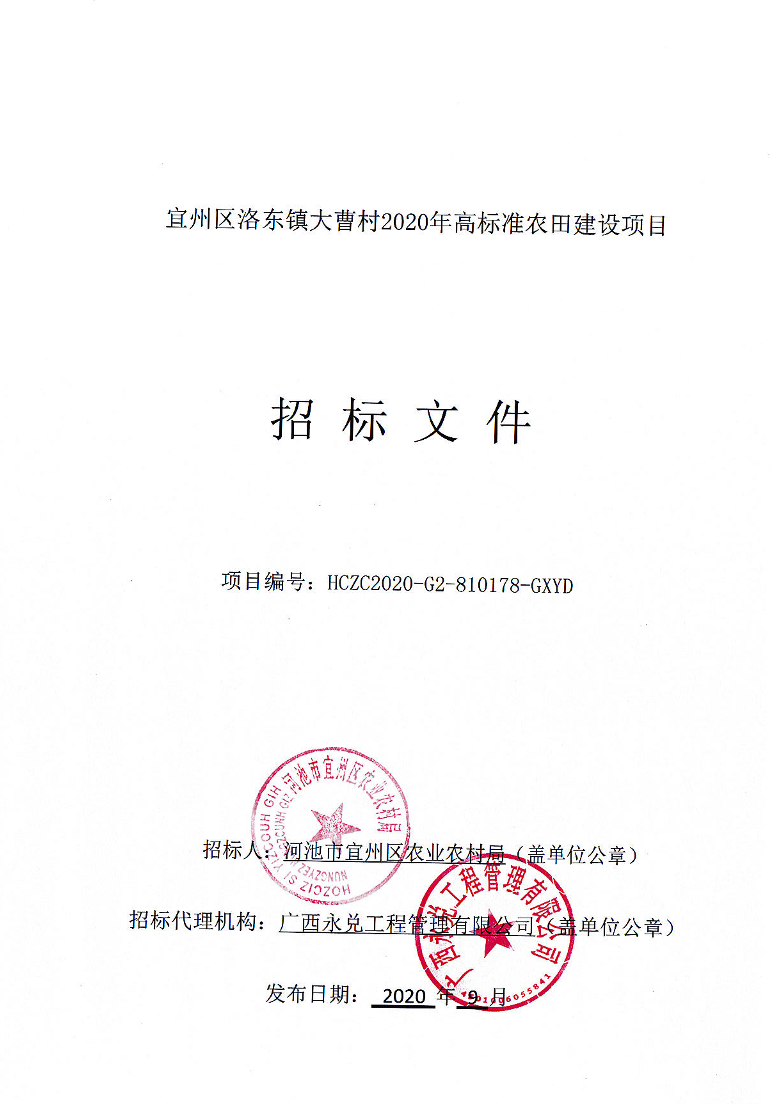 宜州区洛东镇大曹村2020年高标准农田建设项目
招标文件
项目编号：HCZC2020-G2-810178-GXYD
河池市宜州区农业农村局
招标人：河池市宜州区农业农村局（盖单位公章）
广西永兑工程管理有限公司
招标代理机构：广西永兑工程管理有限公司（盖单位公章）
发布日期： 2020 年 9 月